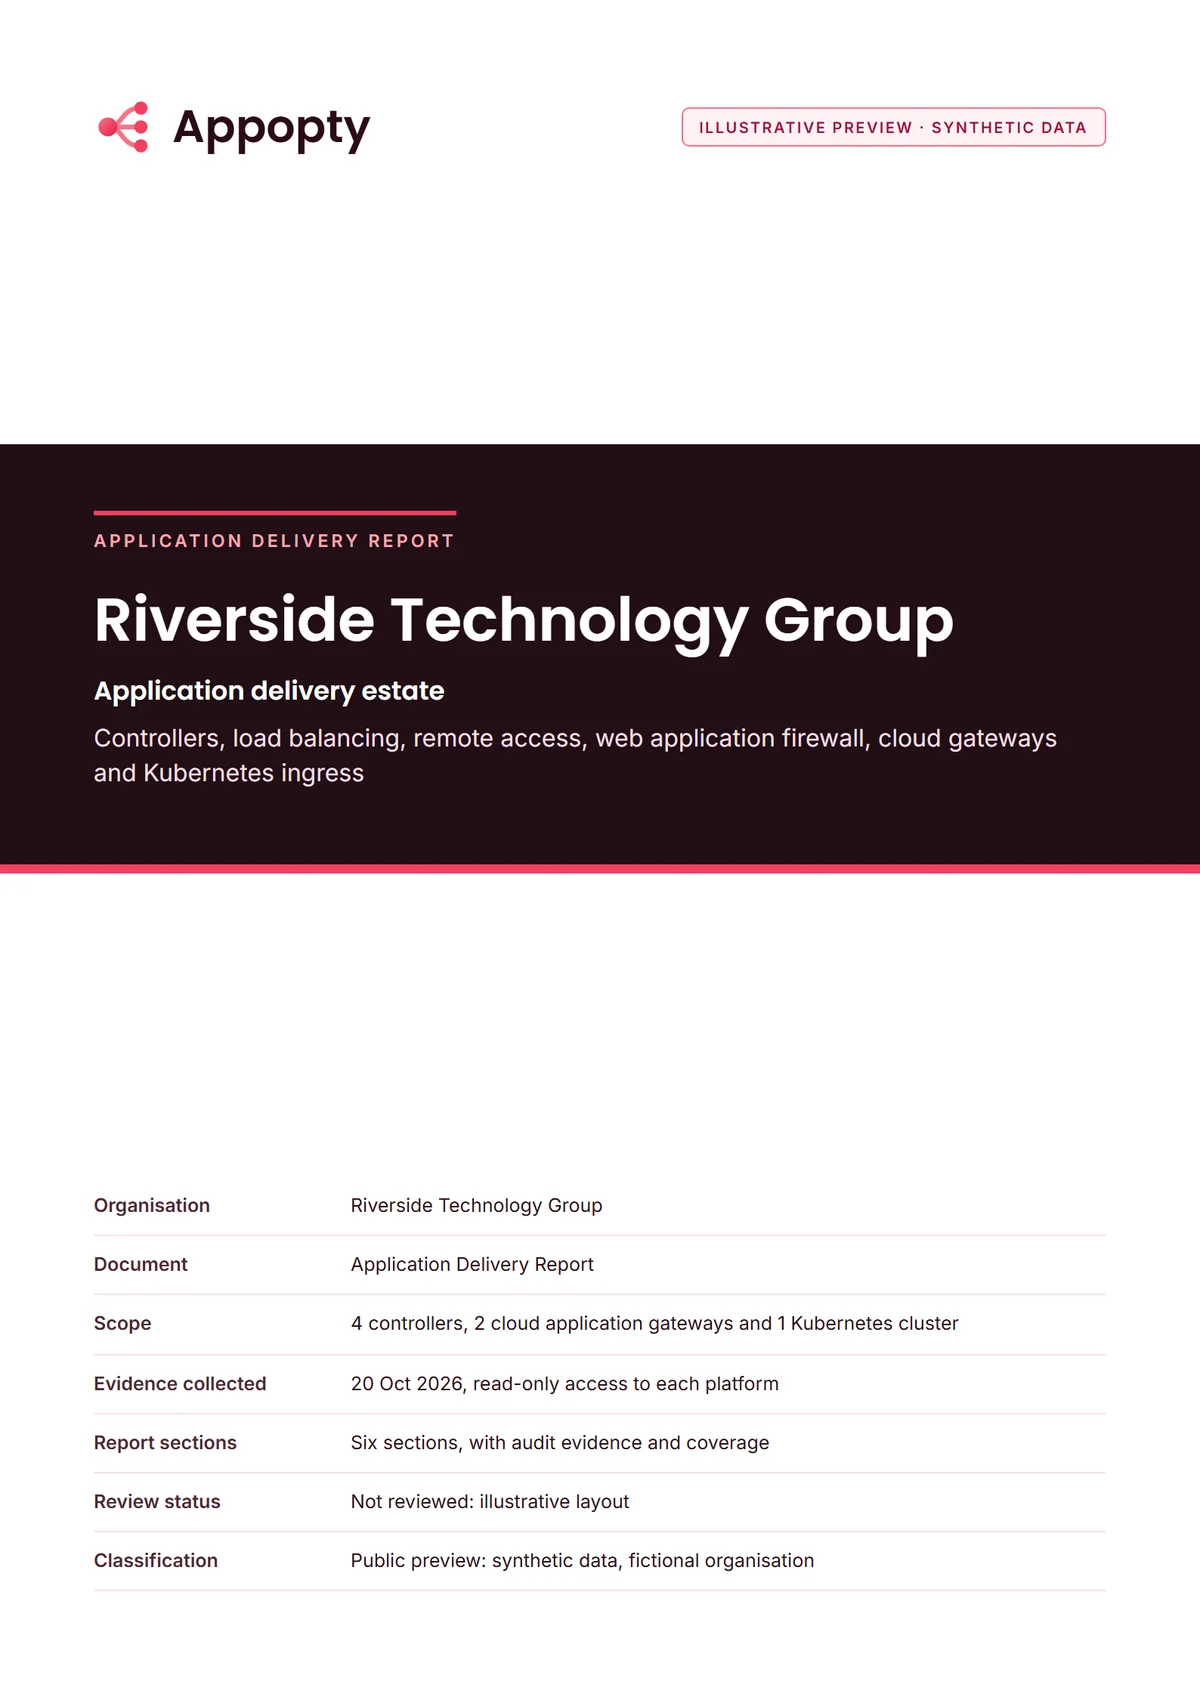 Appopty
ILLUSTRATIVE PREVIEW · SYNTHETIC DATA
APPLICATION DELIVERY REPORT
Riverside Technology Group
Application delivery estate
Controllers, load balancing, remote access, web application firewall, cloud gateways
and Kubernetes ingress
Organisation Riverside Technology Group
Document Application Delivery Report
Scope 4 controllers, 2 cloud application gateways and 1 Kubernetes cluster
Evidence collected 20 Oct 2026, read-only access to each platform
Report sections Six sections, with audit evidence and coverage
Review status Not reviewed: illustrative layout
Classification Public preview: synthetic data, fictional organisation